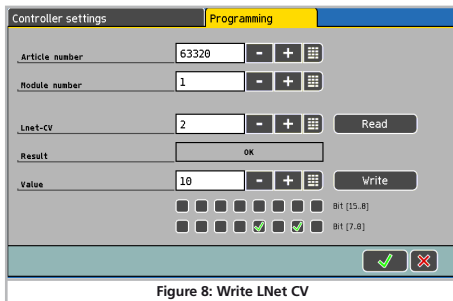 Controller settings Programming
Article number 63320 - +
Module number 1 - +
Lnet-CV 2 - + Read
Result OK
Value 10 - + Write
Bit [15..8]
Bit [7..0]
Figure 8: Write LNet CV